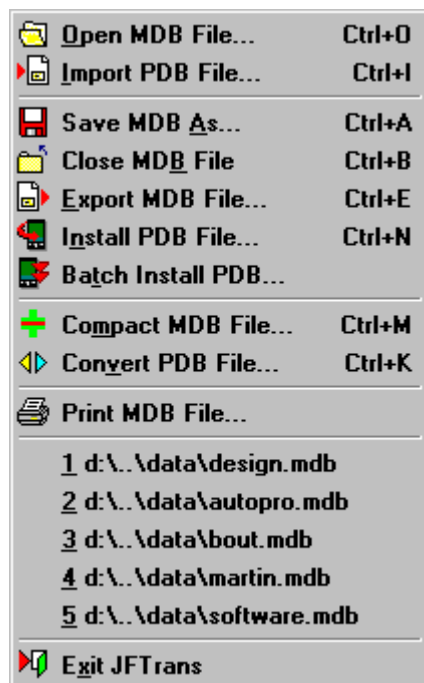 Open MDB File... Ctrl+O
Import PDB File... Ctrl+I
Save MDB As... Ctrl+A
Close MDB File Ctrl+B
Export MDB File... Ctrl+E
Install PDB File... Ctrl+N
Batch Install PDB...
Compact MDB File... Ctrl+M
Convert PDB File... Ctrl+K
Print MDB File...
1 d:\..\data\design.mdb
2 d:\..\data\autopro.mdb
3 d:\..\data\bout.mdb
4 d:\..\data\martin.mdb
5 d:\..\data\software.mdb
Exit JFTrans